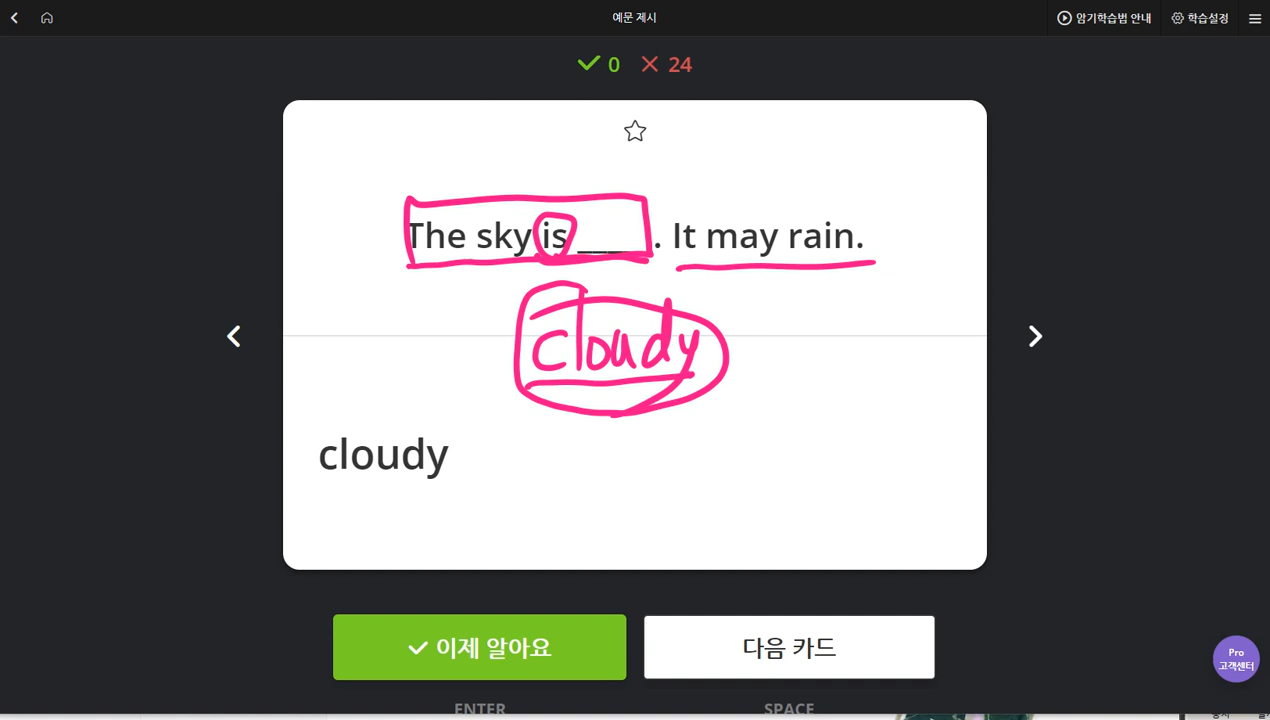 예문 제시
암기학습법 안내
학습설정
0
24
The sky is ____ . It may rain.
cloudy
cloudy
이제 알아요
다음 카드
Pro
고객센터
ENTER
SPACE